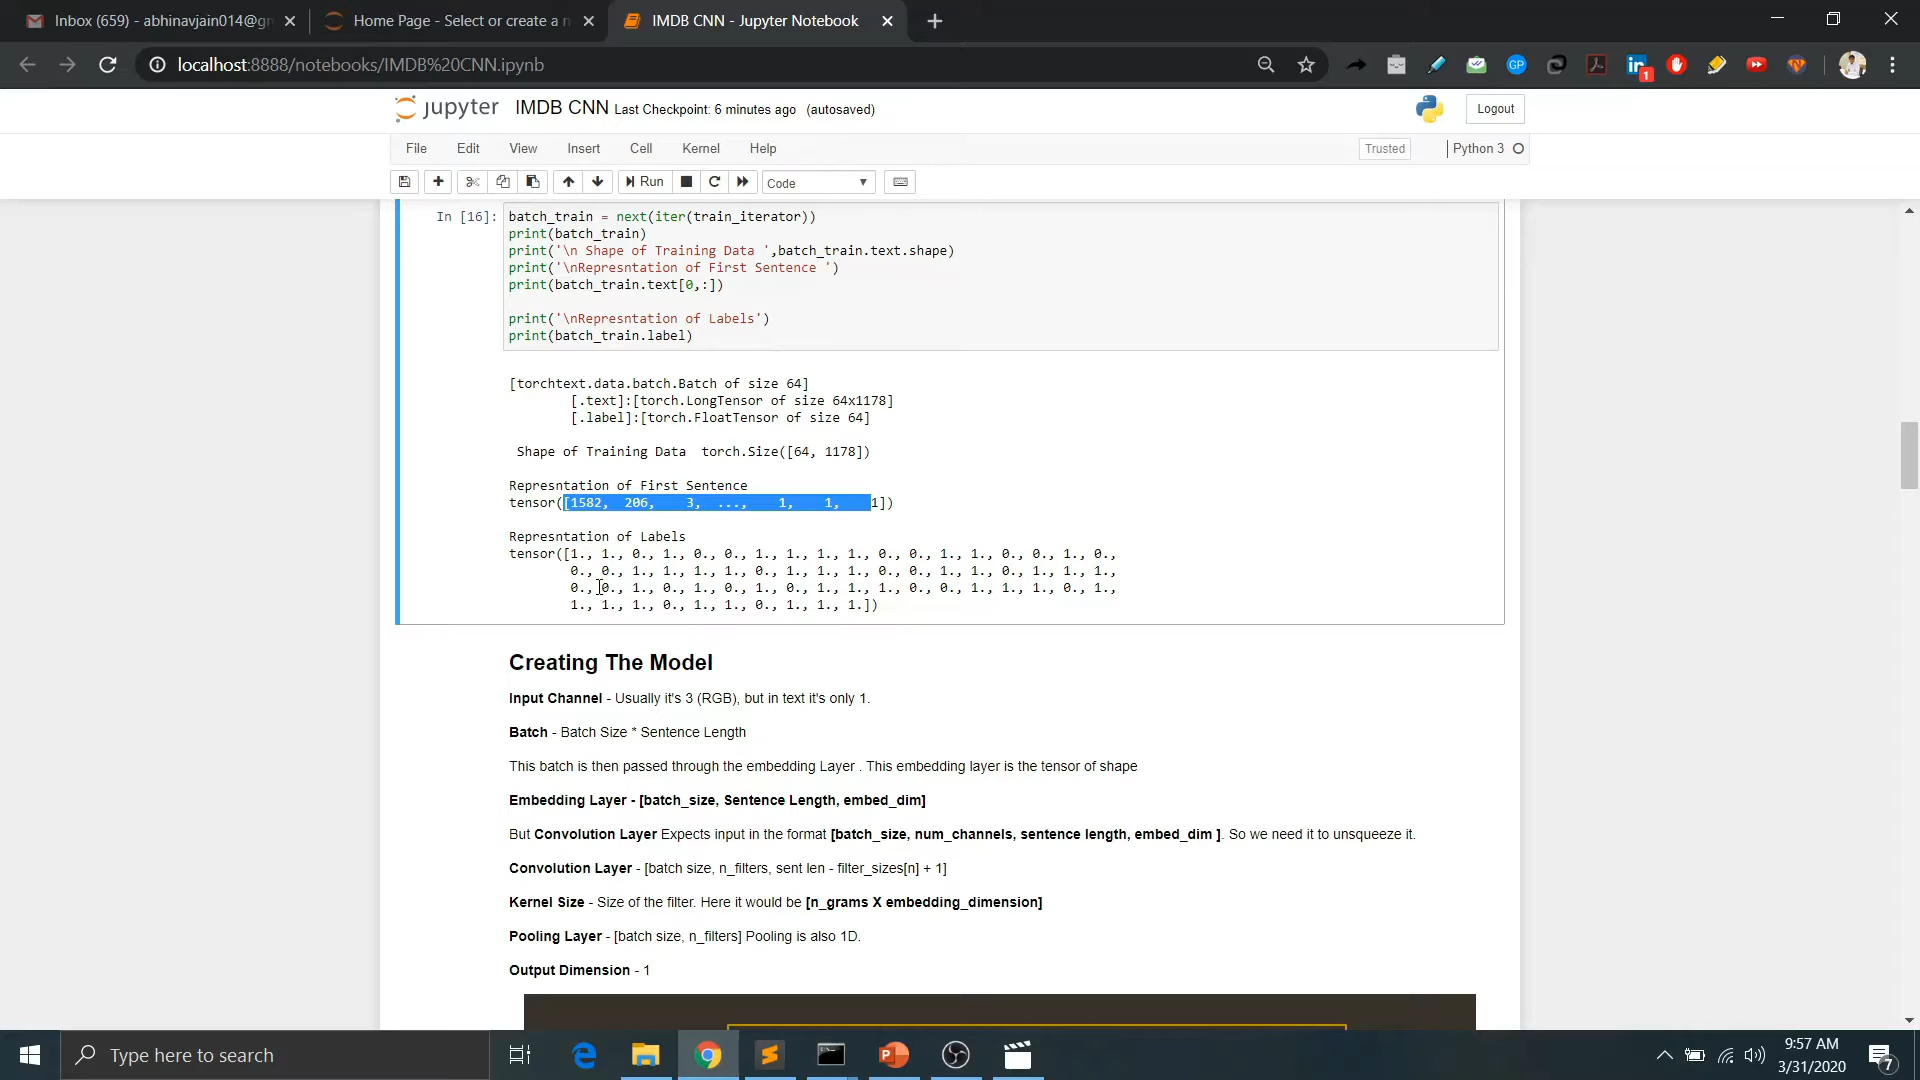 Inbox (659) - abhinavjain014@gm
Home Page - Select or create a n
IMDB CNN - Jupyter Notebook
localhost:8888/notebooks/IMDB%20CNN.ipynb
GP
1
jupyter IMDB CNN Last Checkpoint: 6 minutes ago (autosaved)
Logout
File Edit View Insert Cell Kernel Help
Trusted
Python 3
Run
Code
In [16]: batch_train = next(iter(train_iterator))
print(batch_train)
print('\n Shape of Training Data ',batch_train.text.shape)
print('\nRepresntation of First Sentence ')
print(batch_train.text[0,:])
print('\nRepresntation of Labels')
print(batch_train.label)
[torchtext.data.batch.Batch of size 64]
[.text]:[torch.LongTensor of size 64x1178]
[.label]:[torch.FloatTensor of size 64]
Shape of Training Data torch.Size([64, 1178])
Represntation of First Sentence
tensor([1582, 206, 3, ..., 1, 1, 1])
Represntation of Labels
tensor([1., 1., 0., 1., 0., 0., 1., 1., 1., 1., 0., 0., 1., 1., 0., 0., 1., 0.,
0., 0., 1., 1., 1., 1., 0., 1., 1., 1., 0., 0., 1., 1., 0., 1., 1., 1.,
0., 0., 1., 0., 1., 0., 1., 0., 1., 1., 1., 0., 0., 1., 1., 1., 0., 1.,
1., 1., 1., 0., 1., 1., 0., 1., 1., 1.])
Creating The Model
Input Channel - Usually it's 3 (RGB), but in text it's only 1.
Batch - Batch Size * Sentence Length
This batch is then passed through the embedding Layer . This embedding layer is the tensor of shape
Embedding Layer - [batch_size, Sentence Length, embed_dim]
But Convolution Layer Expects input in the format [batch_size, num_channels, sentence length, embed_dim ]. So we need it to unsqueeze it.
Convolution Layer - [batch size, n_filters, sent len - filter_sizes[n] + 1]
Kernel Size - Size of the filter. Here it would be [n_grams X embedding_dimension]
Pooling Layer - [batch size, n_filters] Pooling is also 1D.
Output Dimension - 1
Type here to search
9:57 AM
3/31/2020
7